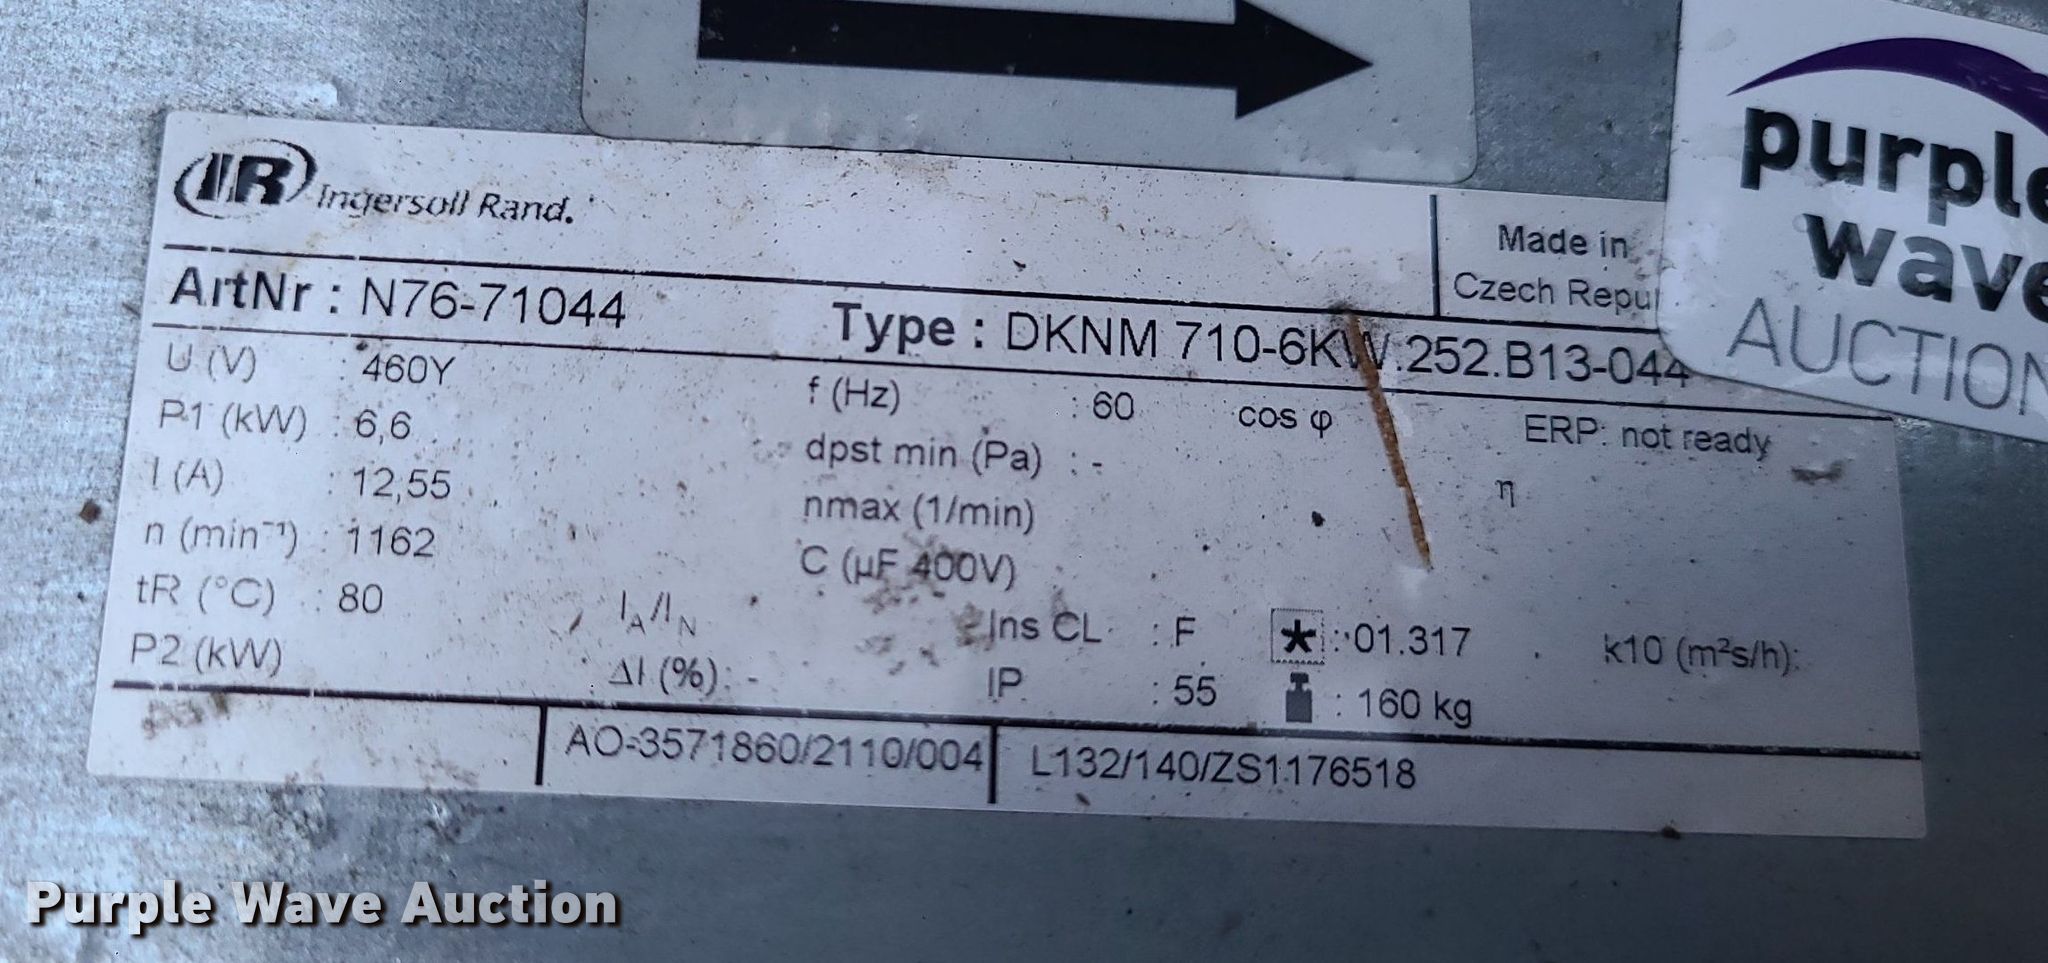 IR Ingersoll Rand.
Made in
Czech Repu
purple
wave
AUCTION
ArtNr : N76-71044 Type : DKNM 710-6KW.252.B13-044
U (V) : 460Y f (Hz) : 60 cos φ ERP: not ready
P1 (kW) : 6,6 dpst min (Pa) : - η
I (A) : 12,55 nmax (1/min)
n (min⁻¹) : 1162 C (µF 400V)
tR (°C) : 80 IA/IN Ins CL : F * : 01.317 k10 (m²s/h):
P2 (kW) ΔI (%): - IP : 55 : 160 kg
AO-3571860/2110/004 L132/140/ZS1176518
Purple Wave Auction